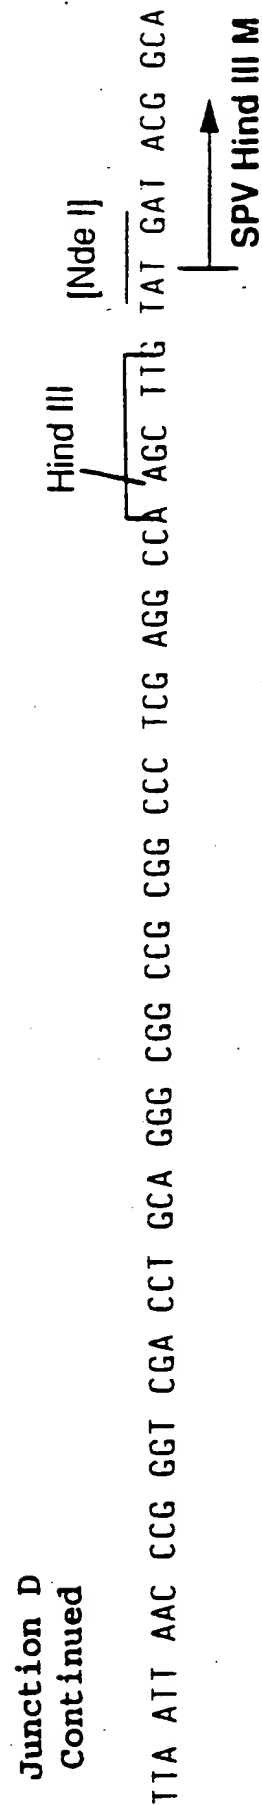 Junction D
Continued
Hind III
[Nde I]
TTA ATT AAC CCG GGT CGA CCT GCA GGG CGG CCG CGG CCC TCG AGG CCA AGC TTG TAT GAT ACG GCA
SPV Hind III M